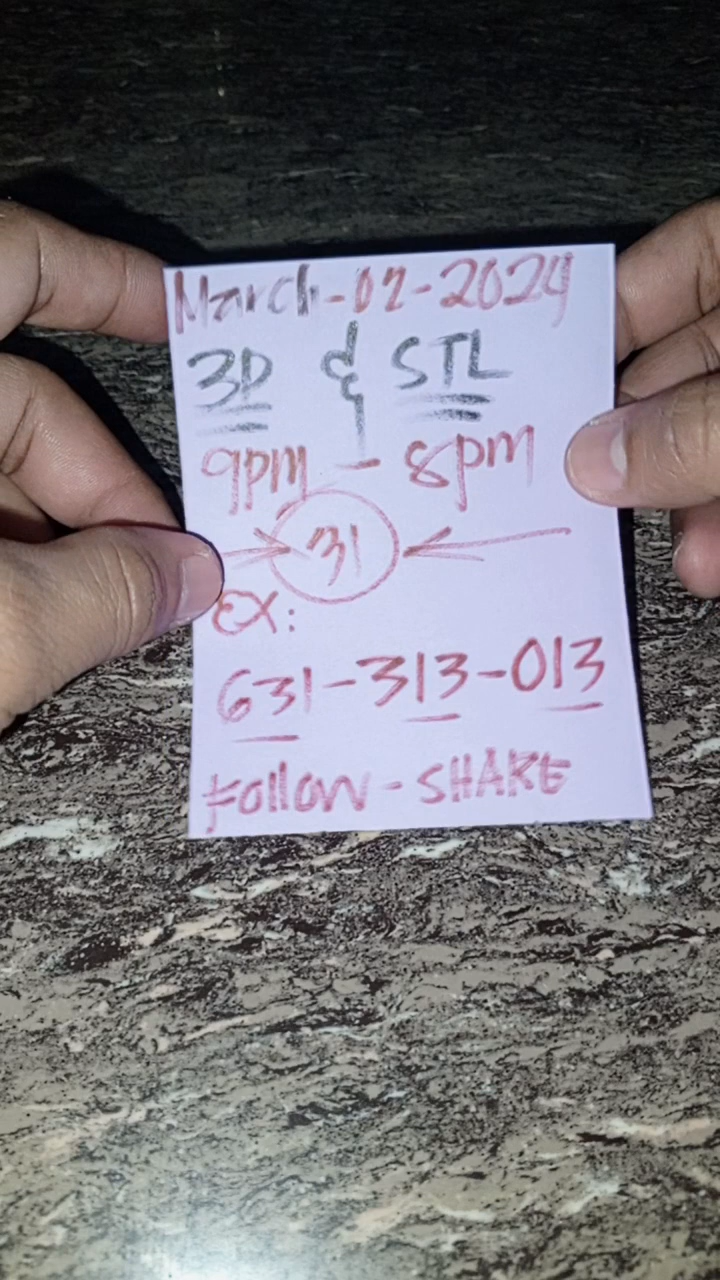 March-02-2024
3D & STL
9pm - 8pm
31
EX:
631-313-013
Follow-SHARE